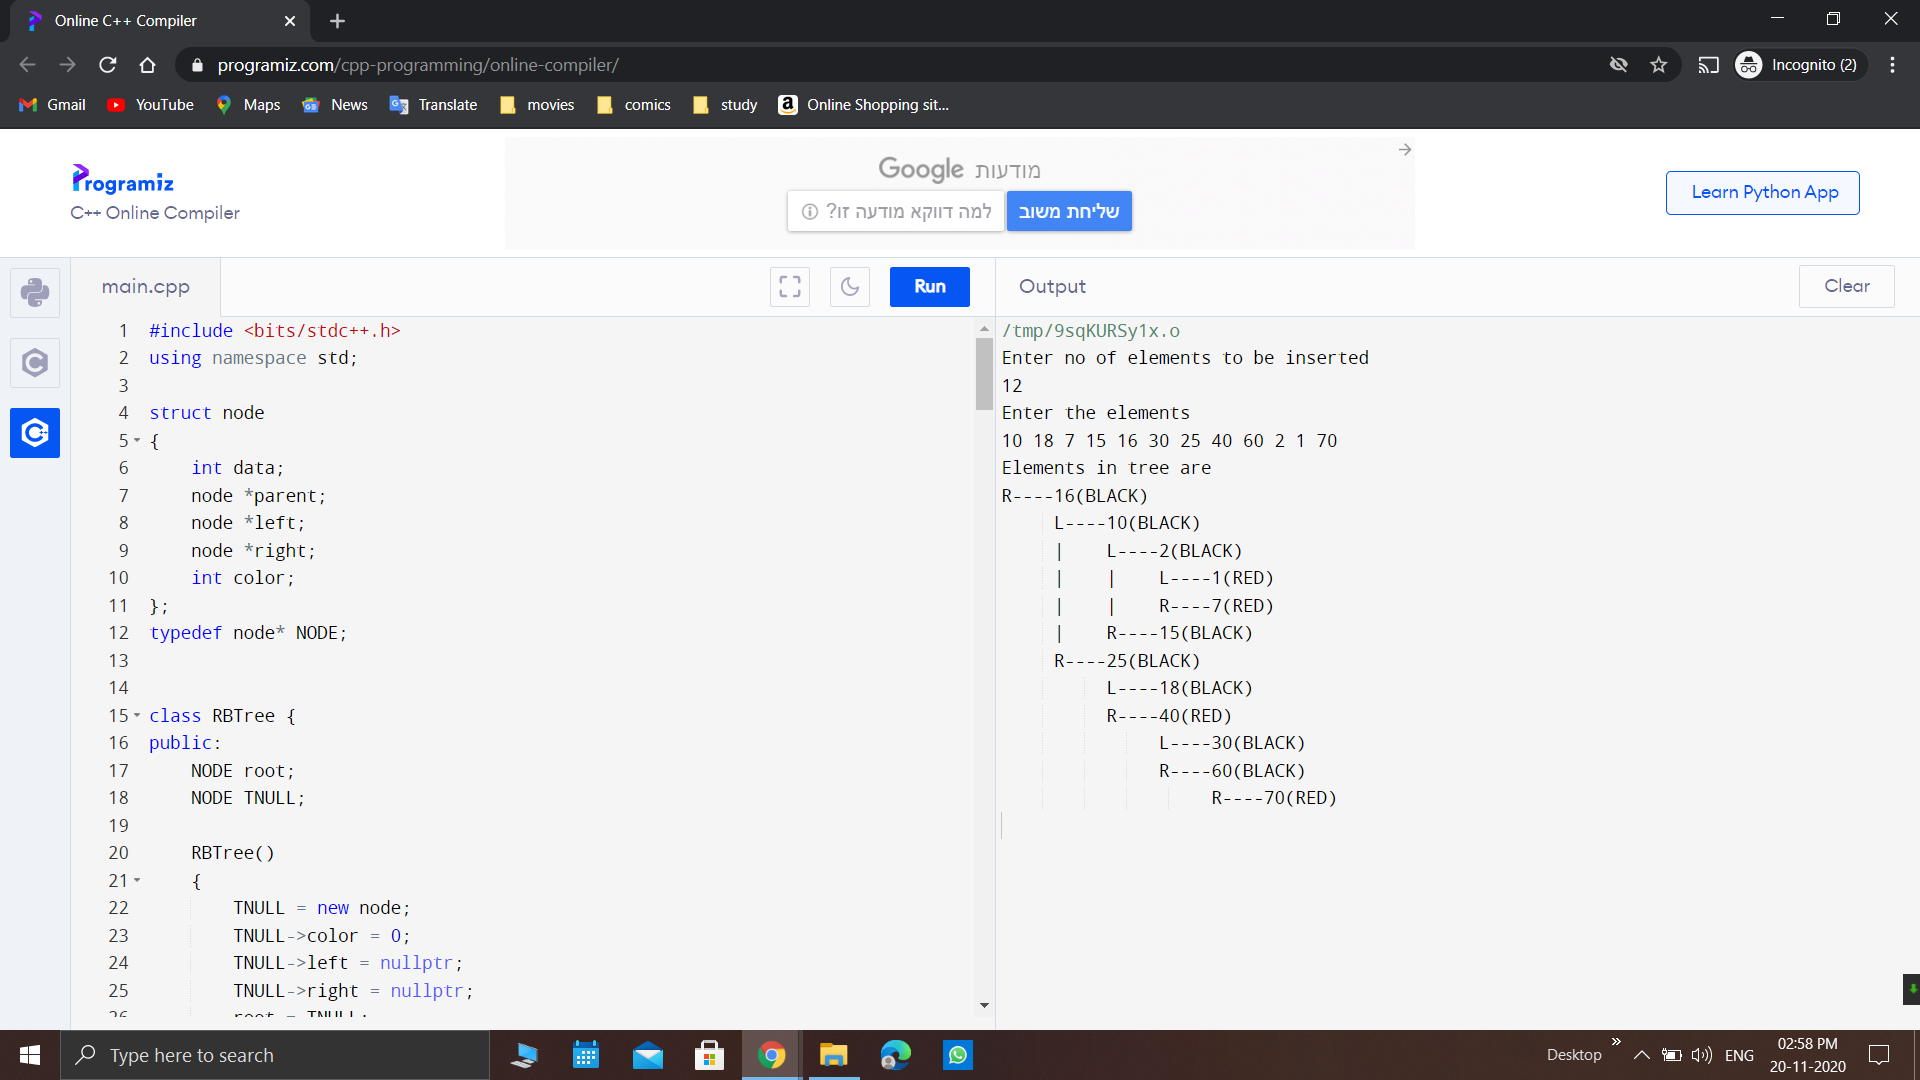 Online C++ Compiler
programiz.com/cpp-programming/online-compiler/
Incognito (2)
Gmail YouTube Maps News Translate movies comics study Online Shopping sit...
Programiz
C++ Online Compiler
מודעות Google
למה דווקא מודעה זו?
שליחת משוב
Learn Python App
main.cpp
Run
Output
Clear
1 #include <bits/stdc++.h>
2 using namespace std;
3
4 struct node
5 {
6     int data;
7     node *parent;
8     node *left;
9     node *right;
10     int color;
11 };
12 typedef node* NODE;
13
14
15 class RBTree {
16 public:
17     NODE root;
18     NODE TNULL;
19
20     RBTree()
21     {
22         TNULL = new node;
23         TNULL->color = 0;
24         TNULL->left = nullptr;
25         TNULL->right = nullptr;
26         root = TNULL;
/tmp/9sqKURSy1x.o
Enter no of elements to be inserted
12
Enter the elements
10 18 7 15 16 30 25 40 60 2 1 70
Elements in tree are
R----16(BLACK)
     L----10(BLACK)
     |    L----2(BLACK)
     |    |    L----1(RED)
     |    |    R----7(RED)
     |    R----15(BLACK)
     R----25(BLACK)
          L----18(BLACK)
          R----40(RED)
               L----30(BLACK)
               R----60(BLACK)
                    R----70(RED)
Type here to search
Desktop
ENG
02:58 PM
20-11-2020